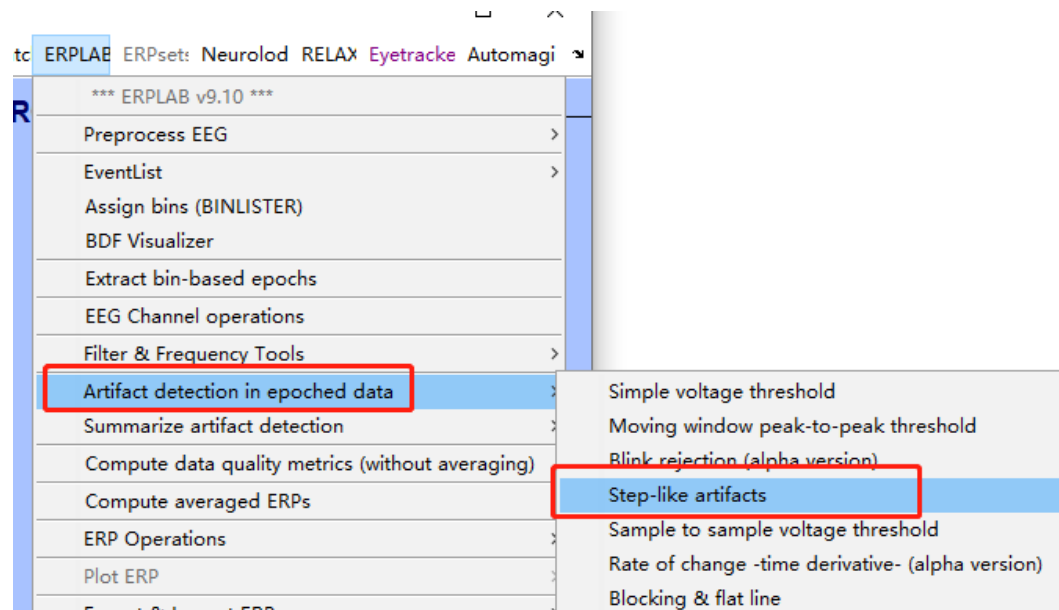 tc ERPLAB ERPset: Neurolod RELAX Eyetracke Automagi
*** ERPLAB v9.10 ***
R
Preprocess EEG
EventList
Assign bins (BINLISTER)
BDF Visualizer
Extract bin-based epochs
EEG Channel operations
Filter & Frequency Tools
Artifact detection in epoched data
Simple voltage threshold
Summarize artifact detection
Moving window peak-to-peak threshold
Compute data quality metrics (without averaging)
Blink rejection (alpha version)
Compute averaged ERPs
Step-like artifacts
ERP Operations
Sample to sample voltage threshold
Plot ERP
Rate of change -time derivative- (alpha version)
Blocking & flat line